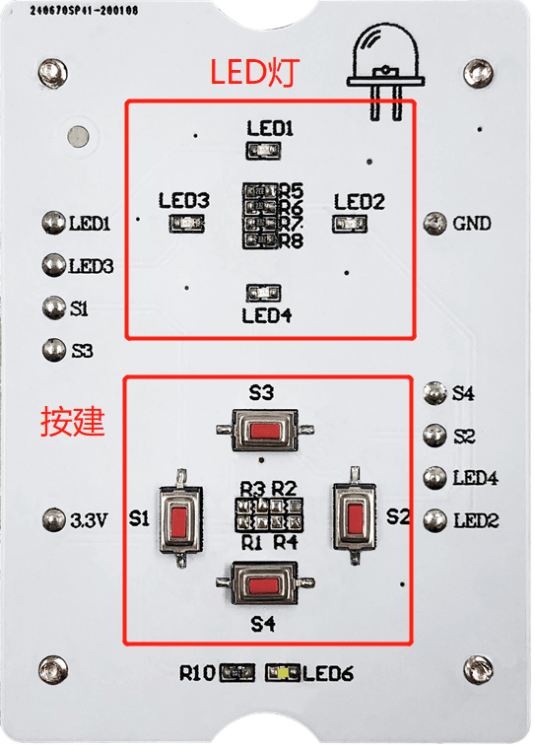 240670SP41-200108
LED灯
LED1
LED3
LED2
R5
R6
R7
R8
LED4
LED1
LED3
S1
S3
GND
按建
S3
S1
R3 R2
R1 R4
S2
S4
3.3V
S4
S2
LED4
LED2
R10
LED6